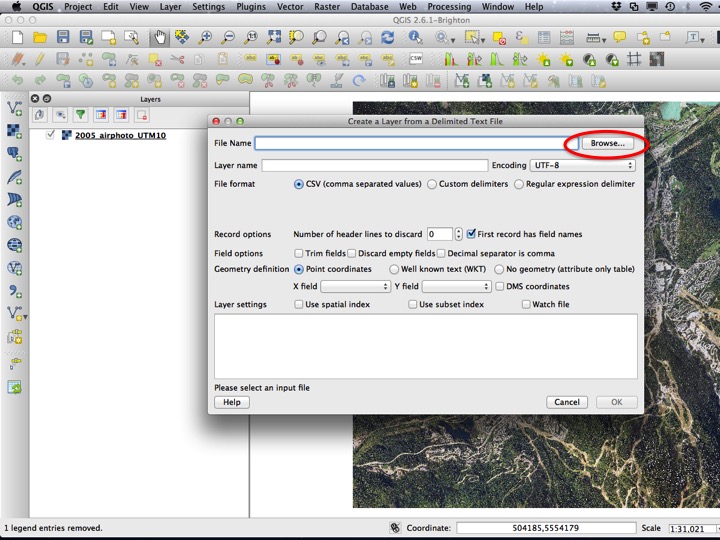 QGIS Project Edit View Layer Settings Plugins Vector Raster Database Web Processing Window Help
QGIS 2.6.1-Brighton
CSW
Layers
2005_airphoto_UTM10
Create a Layer from a Delimited Text File
File Name Browse...
Layer name Encoding UTF-8
File format CSV (comma separated values) Custom delimiters Regular expression delimiter
Record options Number of header lines to discard 0 First record has field names
Field options Trim fields Discard empty fields Decimal separator is comma
Geometry definition Point coordinates Well known text (WKT) No geometry (attribute only table)
X field Y field DMS coordinates
Layer settings Use spatial index Use subset index Watch file
Please select an input file
Help Cancel OK
1 legend entries removed. Coordinate: 504185,5554179 Scale 1:31,021